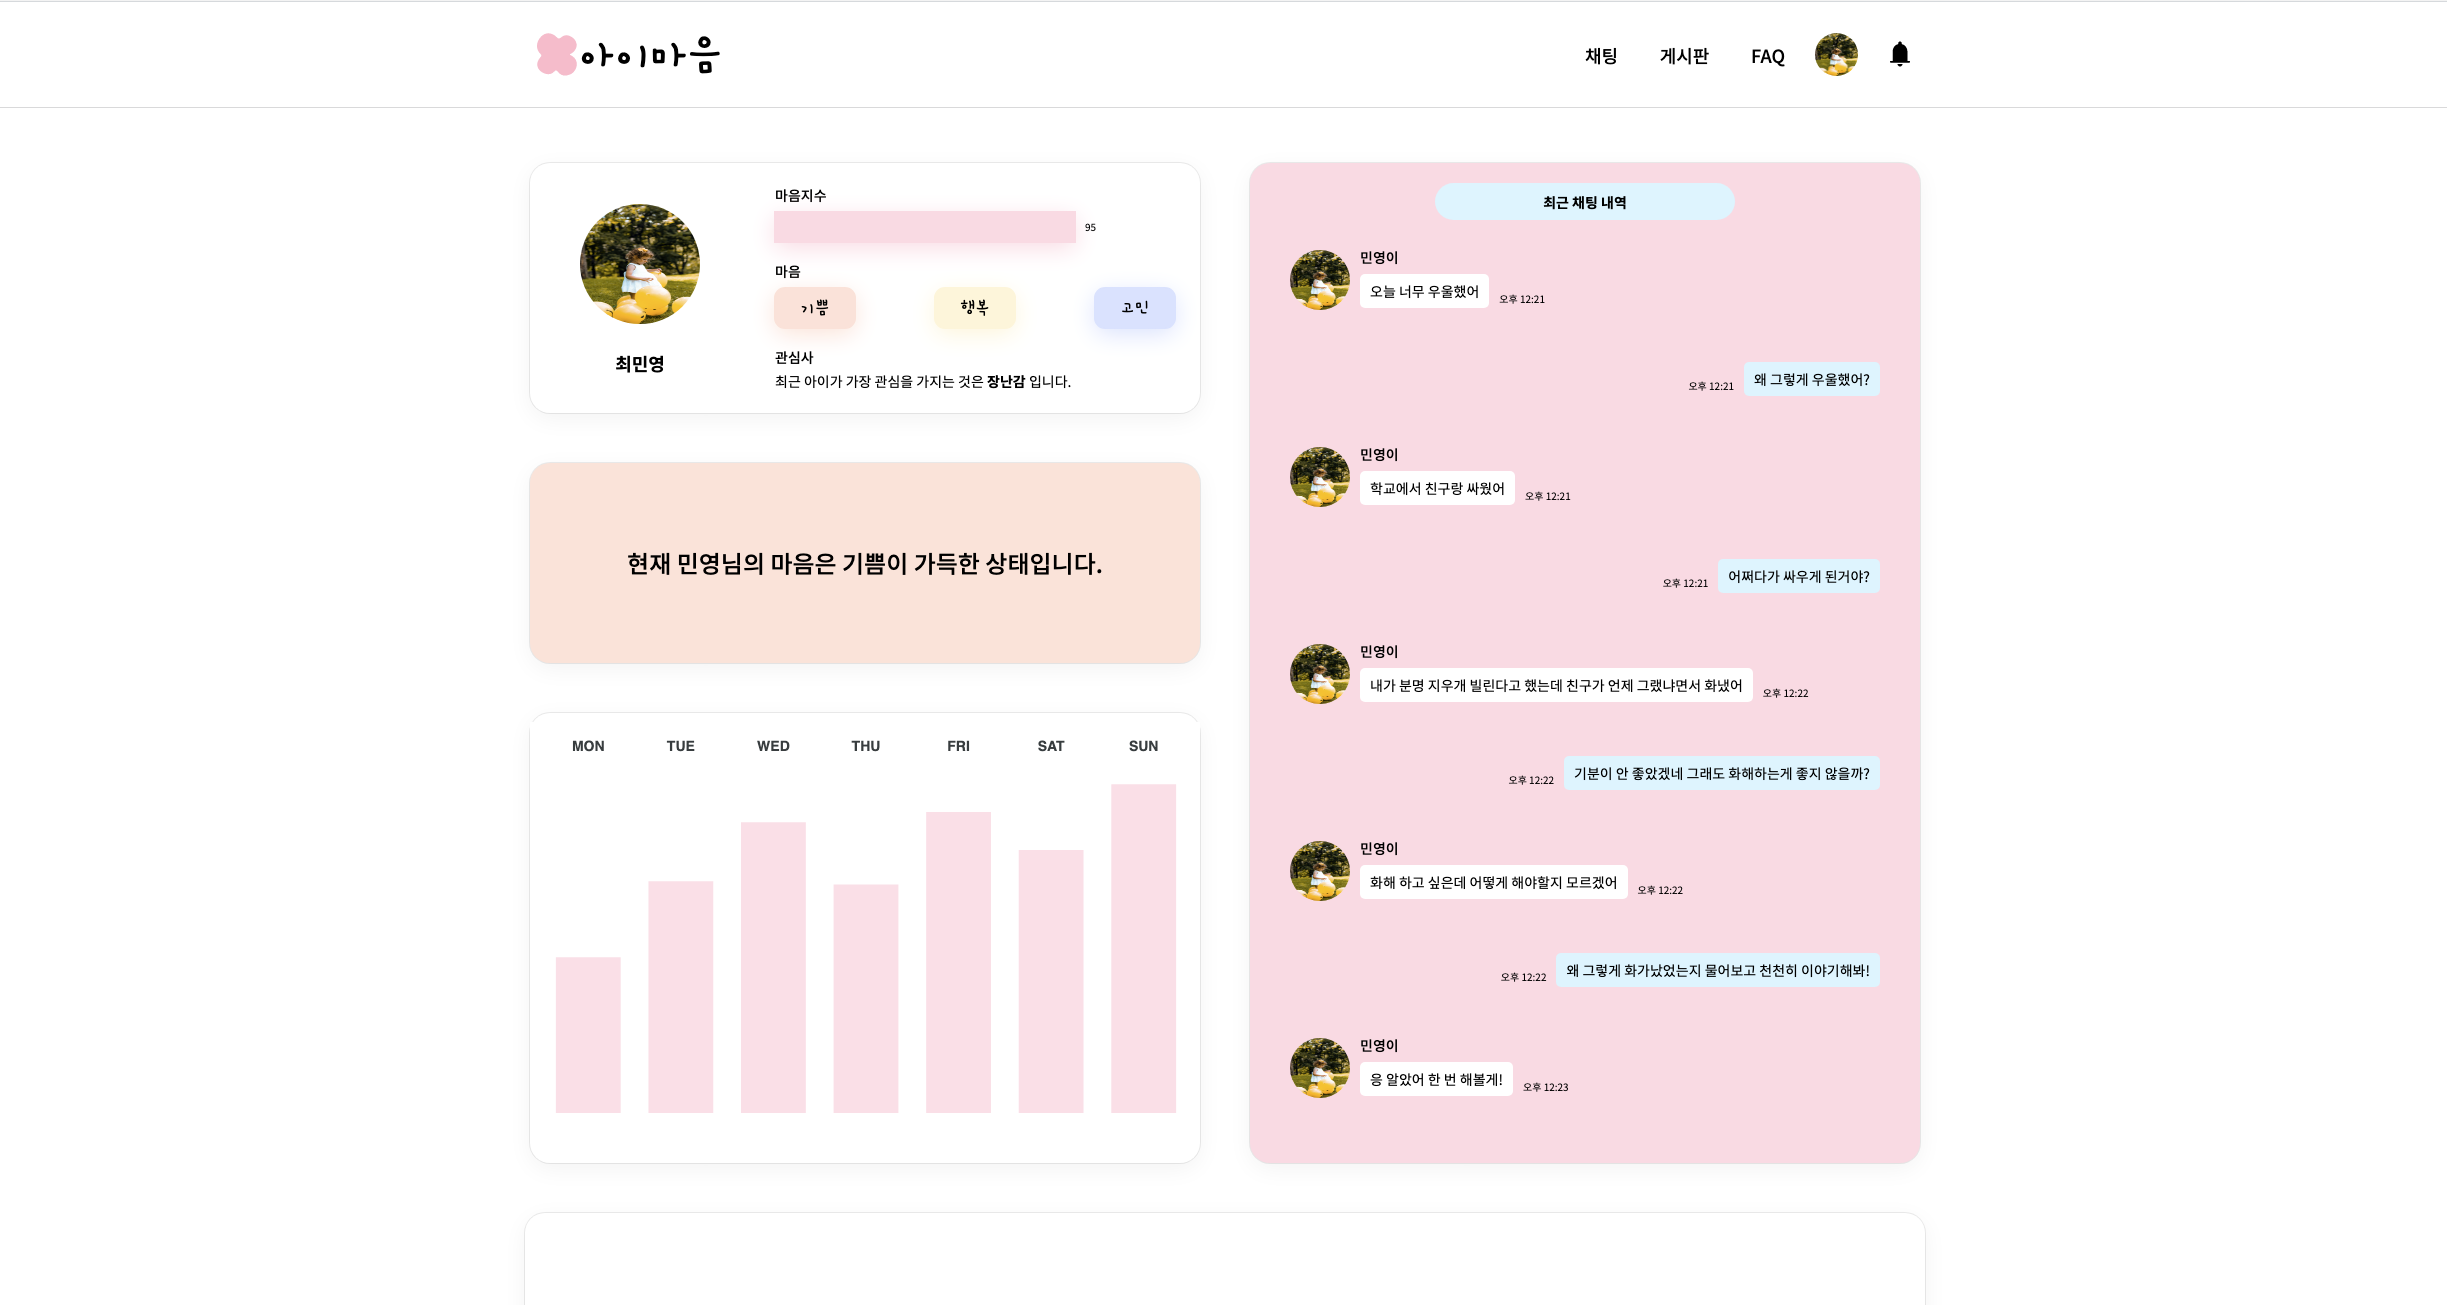 아이마음
채팅
게시판
FAQ
마음지수
95
마음
기쁨
행복
고민
최민영
관심사
최근 아이가 가장 관심을 가지는 것은 장난감 입니다.
현재 민영님의 마음은 기쁨이 가득한 상태입니다.
MON TUE WED THU FRI SAT SUN
최근 채팅 내역
민영이
오늘 너무 우울했어
오후 12:21
왜 그렇게 우울했어?
오후 12:21
민영이
학교에서 친구랑 싸웠어
오후 12:21
어쩌다가 싸우게 된거야?
오후 12:21
민영이
내가 분명 지우개 빌린다고 했는데 친구가 언제 그랬냐면서 화냈어
오후 12:22
기분이 안 좋았겠네 그래도 화해하는게 좋지 않을까?
오후 12:22
민영이
화해 하고 싶은데 어떻게 해야할지 모르겠어
오후 12:22
왜 그렇게 화가났었는지 물어보고 천천히 이야기해봐!
오후 12:22
민영이
응 알았어 한 번 해볼게!
오후 12:23